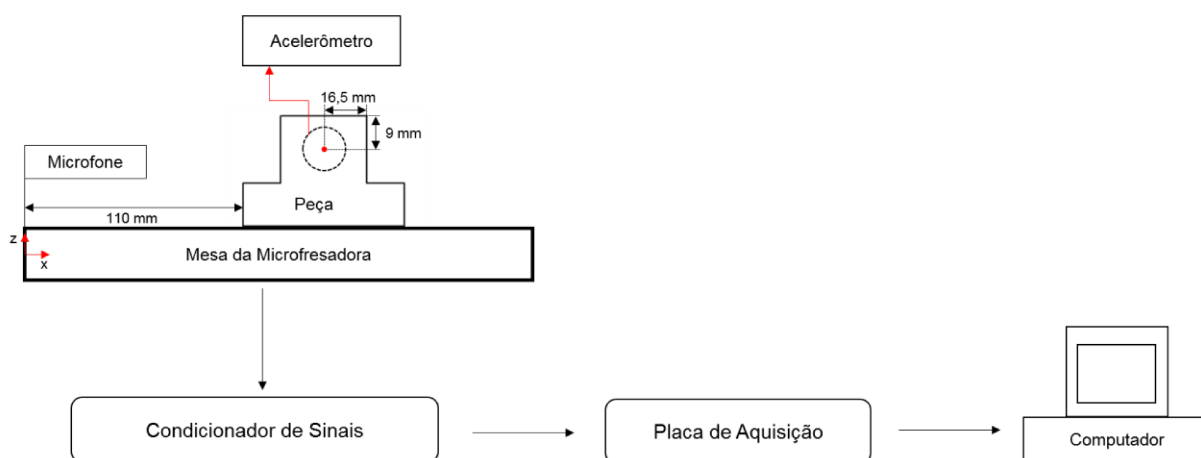 Acelerômetro
16,5 mm
9 mm
Microfone
110 mm
Peça
z
x
Mesa da Microfresadora
Condicionador de Sinais
Placa de Aquisição
Computador